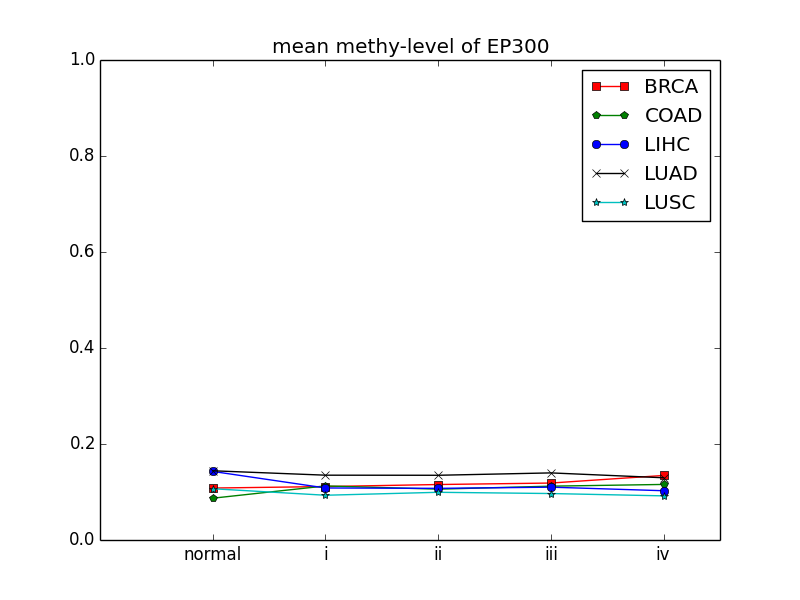 mean methy-level of EP300
1.0
0.8
0.6
0.4
0.2
0.0
normal i ii iii iv
BRCA
COAD
LIHC
LUAD
LUSC